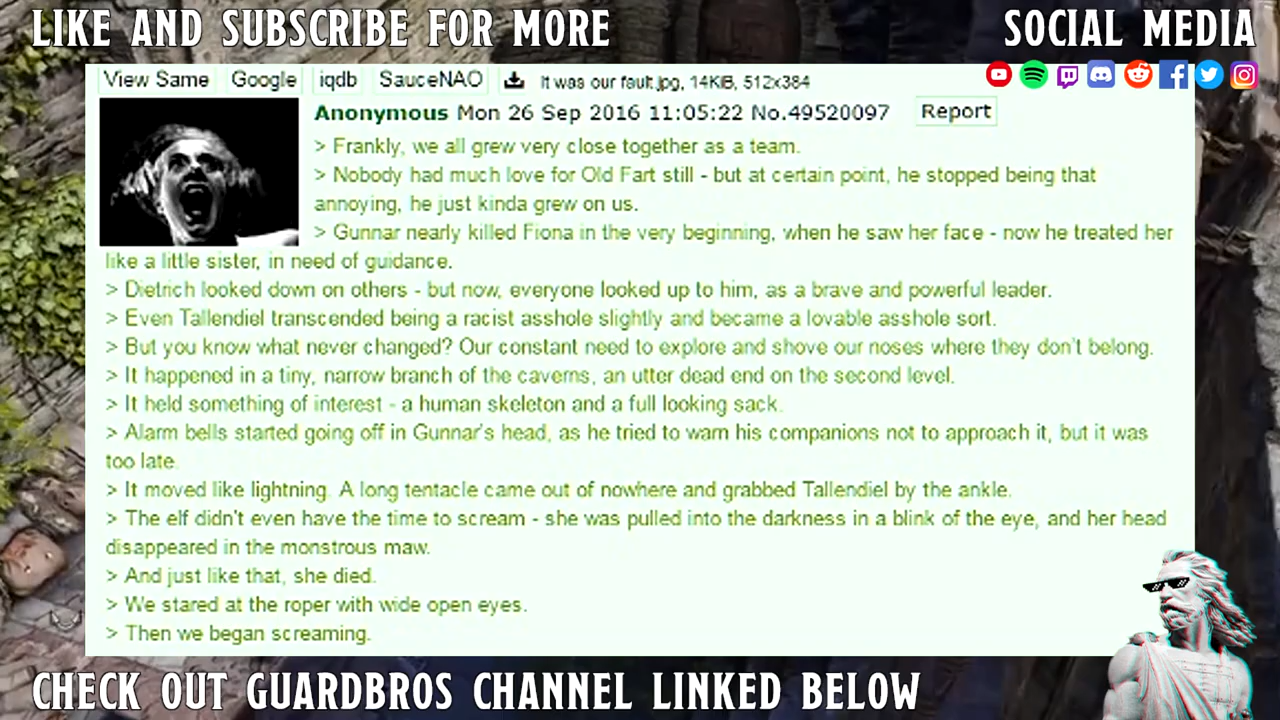 LIKE AND SUBSCRIBE FOR MORE
SOCIAL MEDIA
View Same Google iqdb SauceNAO It was our fault.jpg, 14KiB, 512x384
Anonymous Mon 26 Sep 2016 11:05:22 No.49520097 Report
> Frankly, we all grew very close together as a team.
> Nobody had much love for Old Fart still - but at certain point, he stopped being that
annoying, he just kinda grew on us.
> Gunnar nearly killed Fiona in the very beginning, when he saw her face - now he treated her
like a little sister, in need of guidance.
> Dietrich looked down on others - but now, everyone looked up to him, as a brave and powerful leader.
> Even Tallendiel transcended being a racist asshole slightly and became a lovable asshole sort.
> But you know what never changed? Our constant need to explore and shove our noses where they don't belong.
> It happened in a tiny, narrow branch of the caverns, an utter dead end on the second level.
> It held something of interest - a human skeleton and a full looking sack.
> Alarm bells started going off in Gunnar's head, as he tried to warn his companions not to approach it, but it was
too late.
> It moved like lightning. A long tentacle came out of nowhere and grabbed Tallendiel by the ankle.
> The elf didn't even have the time to scream - she was pulled into the darkness in a blink of the eye, and her head
disappeared in the monstrous maw.
> And just like that, she died.
> We stared at the roper with wide open eyes.
> Then we began screaming.
CHECK OUT GUARDBROS CHANNEL LINKED BELOW